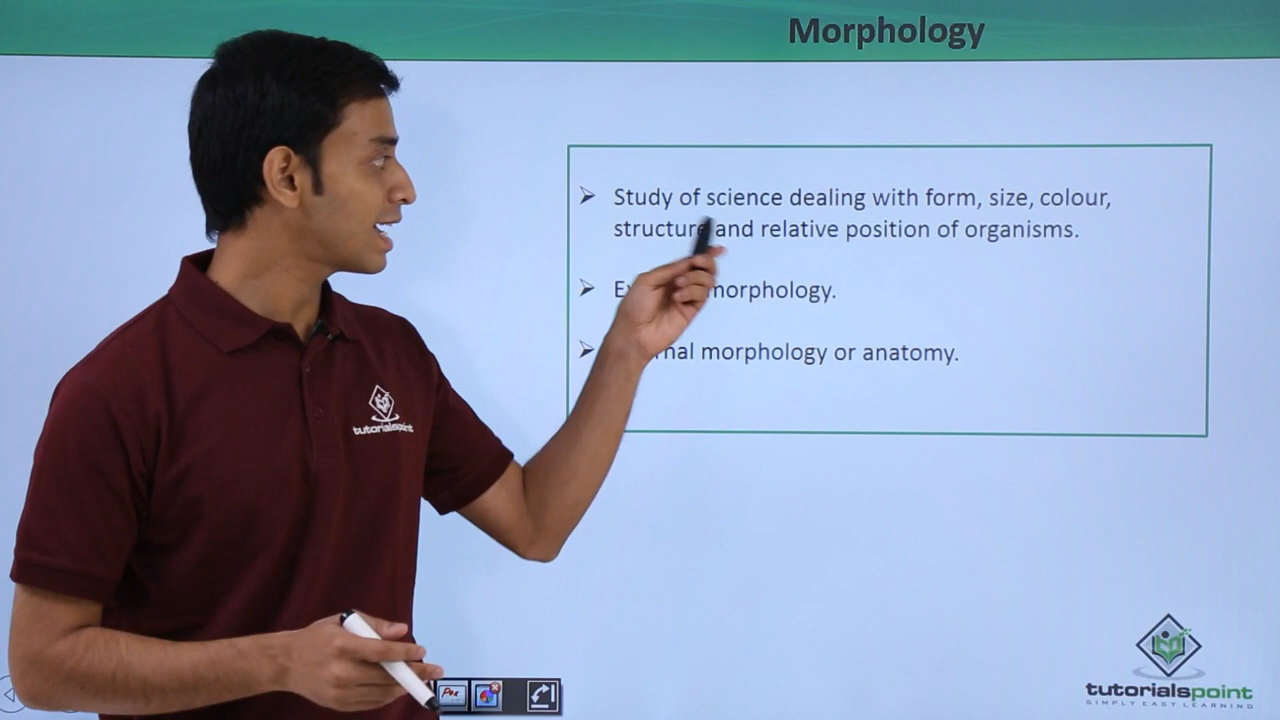 Morphology
➢ Study of science dealing with form, size, colour,
structure and relative position of organisms.
➢ morphology.
➢ morphology or anatomy.
tutorialspoint
tutorialspoint
SIMPLY EASY LEARNING